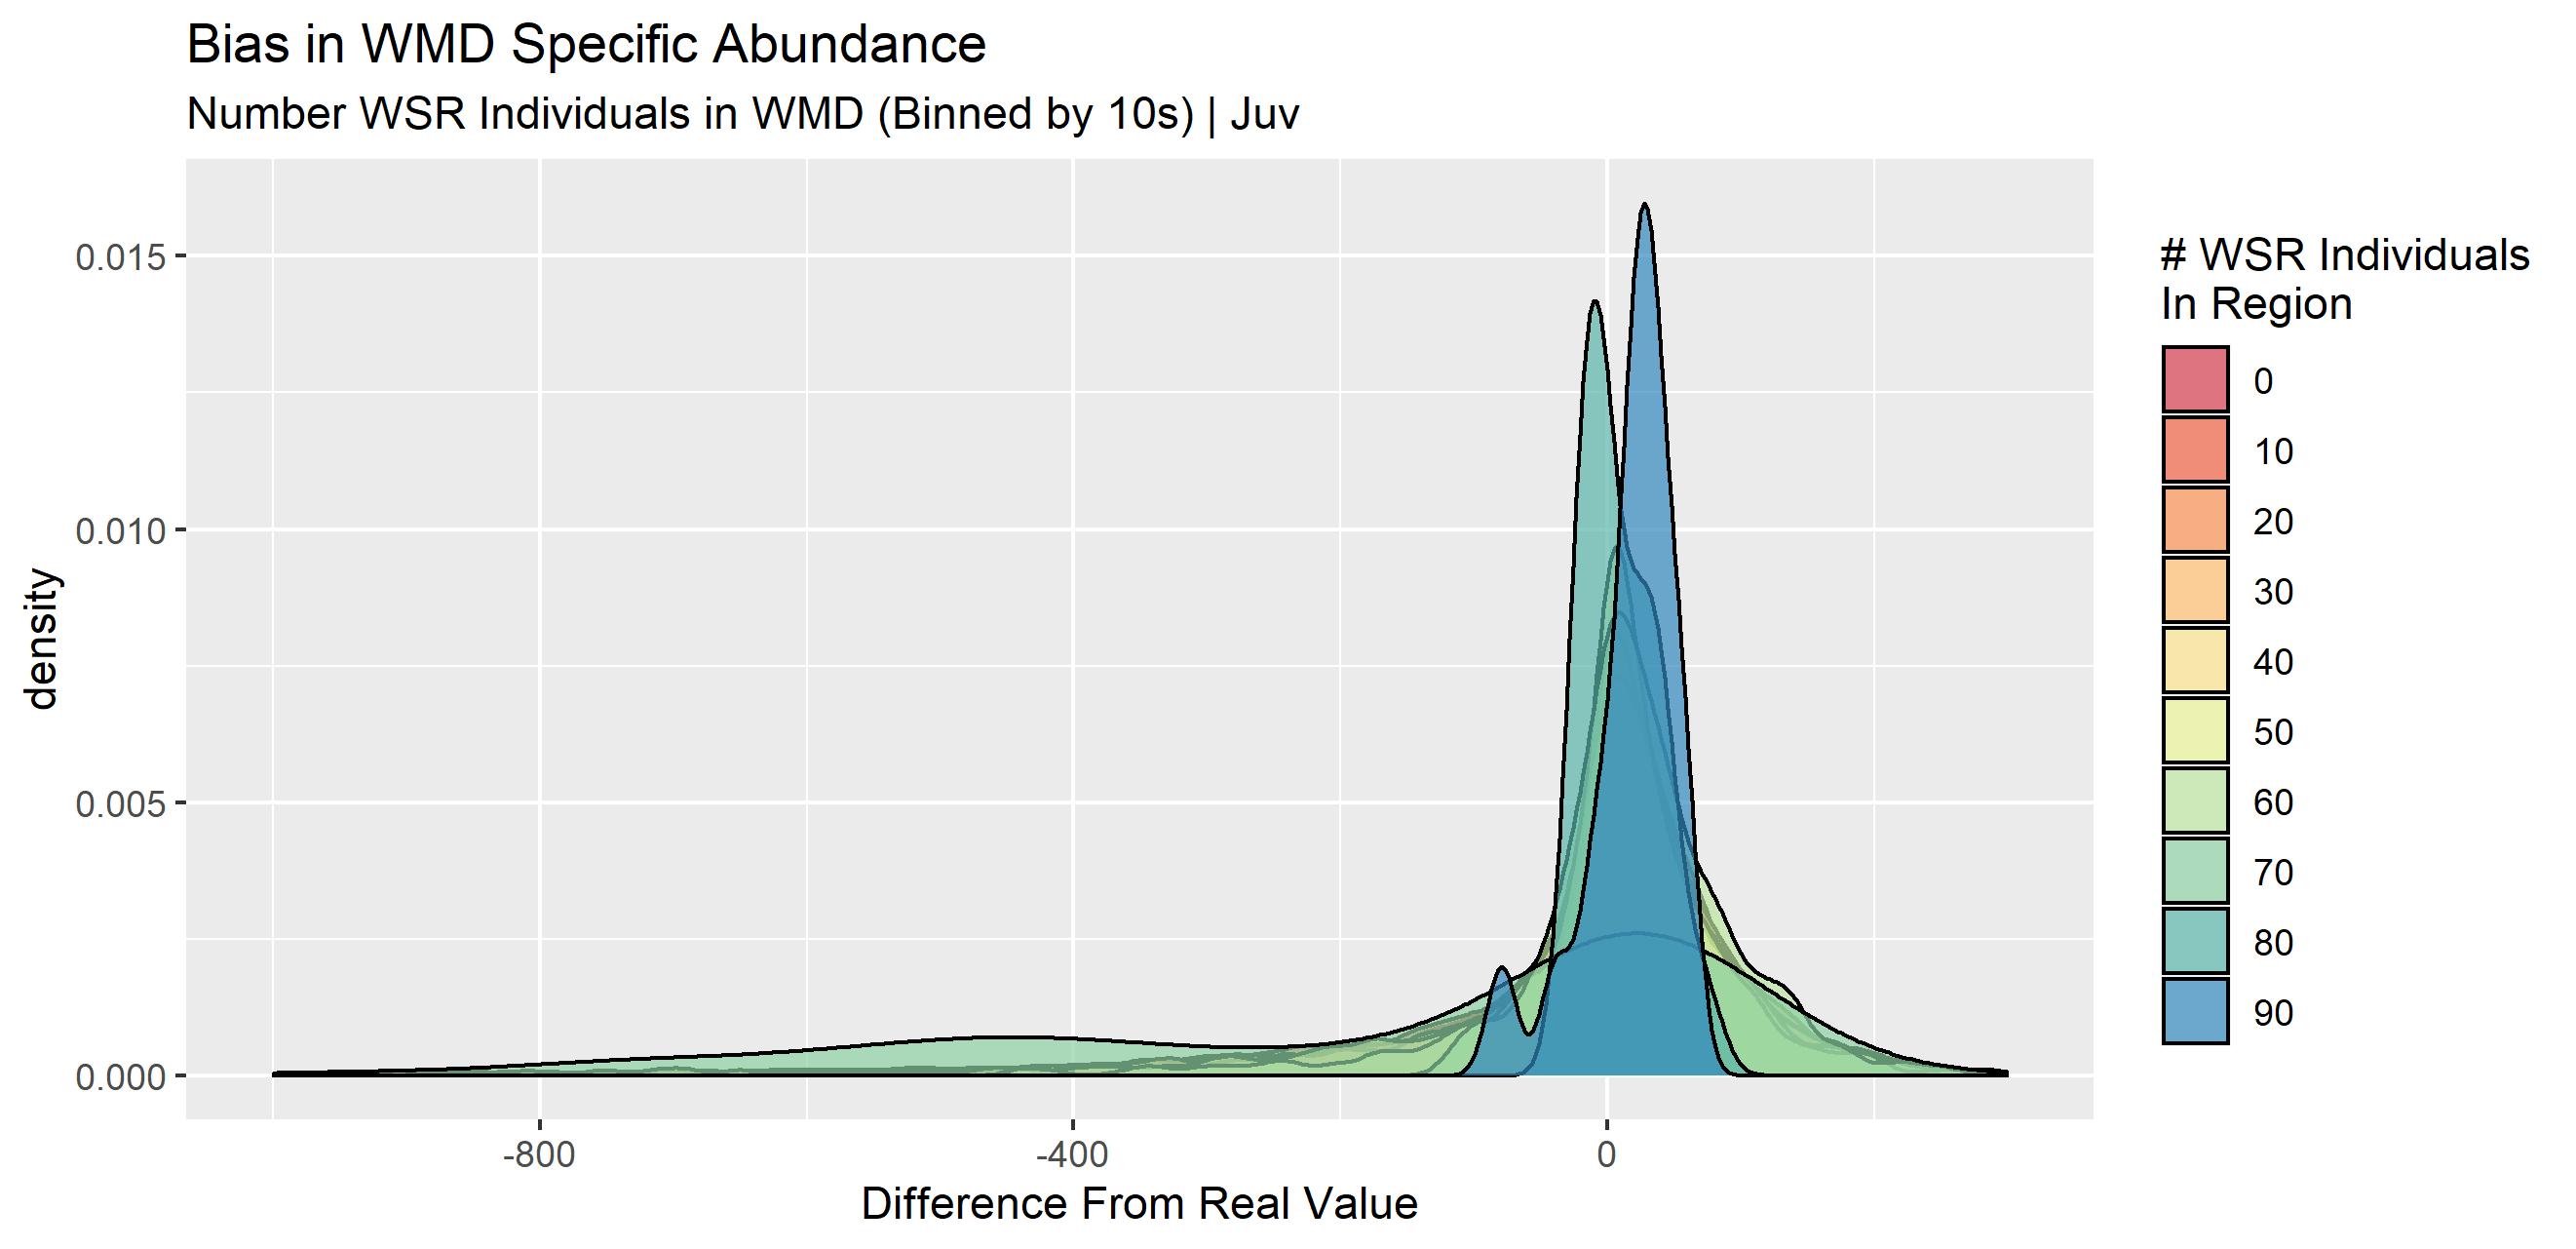 Bias in WMD Specific Abundance
Number WSR Individuals in WMD (Binned by 10s) | Juv
0.015
0.010
0.005
0.000
density
-800
-400
0
Difference From Real Value
# WSR Individuals
In Region
0
10
20
30
40
50
60
70
80
90